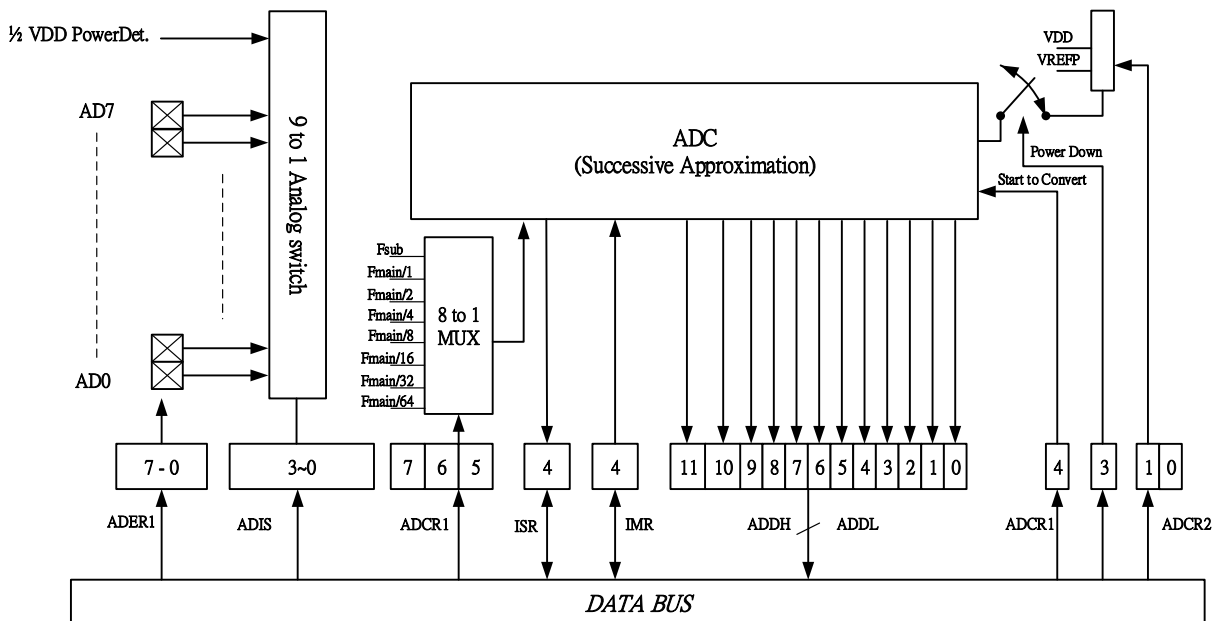 ½ VDD PowerDet.
AD7
AD0
9 to 1 Analog switch
VDD
VREFP
ADC
(Successive Approximation)
Power Down
Start to Convert
Fsub
Fmain/1
Fmain/2
Fmain/4
Fmain/8
Fmain/16
Fmain/32
Fmain/64
8 to 1
MUX
7 - 0
3~0
7 6 5
4
4
11 10 9 8 7 6 5 4 3 2 1 0
4
3
1 0
ADER1
ADIS
ADCR1
ISR
IMR
ADDH
ADDL
ADCR1
ADCR2
DATA BUS